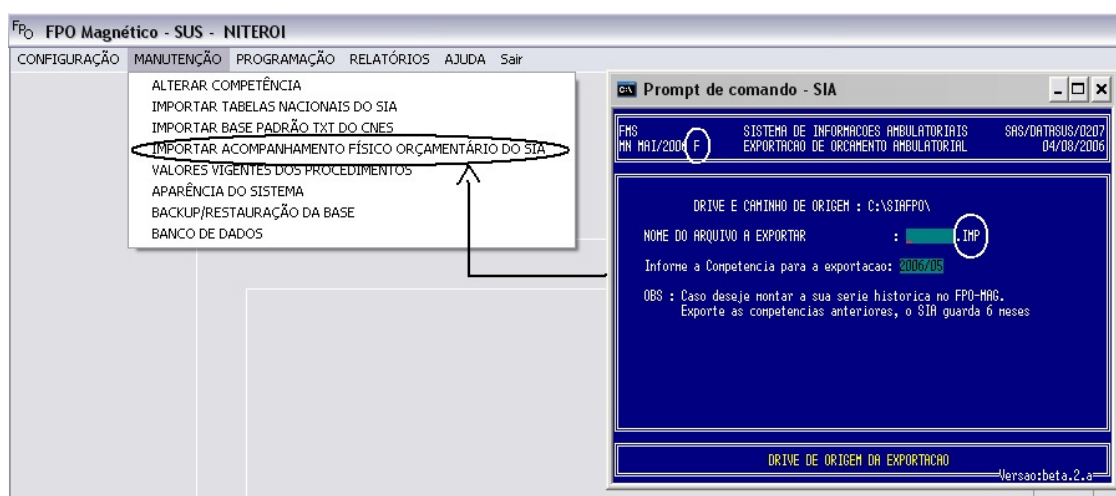 FPO FPO Magnético - SUS - NITEROI
CONFIGURAÇÃO MANUTENÇÃO PROGRAMAÇÃO RELATÓRIOS AJUDA Sair
ALTERAR COMPETÊNCIA
IMPORTAR TABELAS NACIONAIS DO SIA
IMPORTAR BASE PADRÃO TXT DO CNES
IMPORTAR ACOMPANHAMENTO FÍSICO ORÇAMENTÁRIO DO SIA
VALORES VIGENTES DOS PROCEDIMENTOS
APARÊNCIA DO SISTEMA
BACKUP/RESTAURAÇÃO DA BASE
BANCO DE DADOS
Prompt de comando - SIA
FMS SISTEMA DE INFORMACOES AMBULATORIAIS SAS/DATASUS/0207
MN MAI/2006 F EXPORTACAO DE ORCAMENTO AMBULATORIAL 04/08/2006
DRIVE E CAMINHO DE ORIGEM : C:\SIAFPO\
NOME DO ARQUIVO A EXPORTAR : .IMP
Informe a Competencia para a exportacao: 2006/05
OBS : Caso deseje montar a sua serie historica no FPO-MAG.
Exporte as competencias anteriores, o SIA guarda 6 meses
DRIVE DE ORIGEM DA EXPORTACAO
Versao:beta.2.a